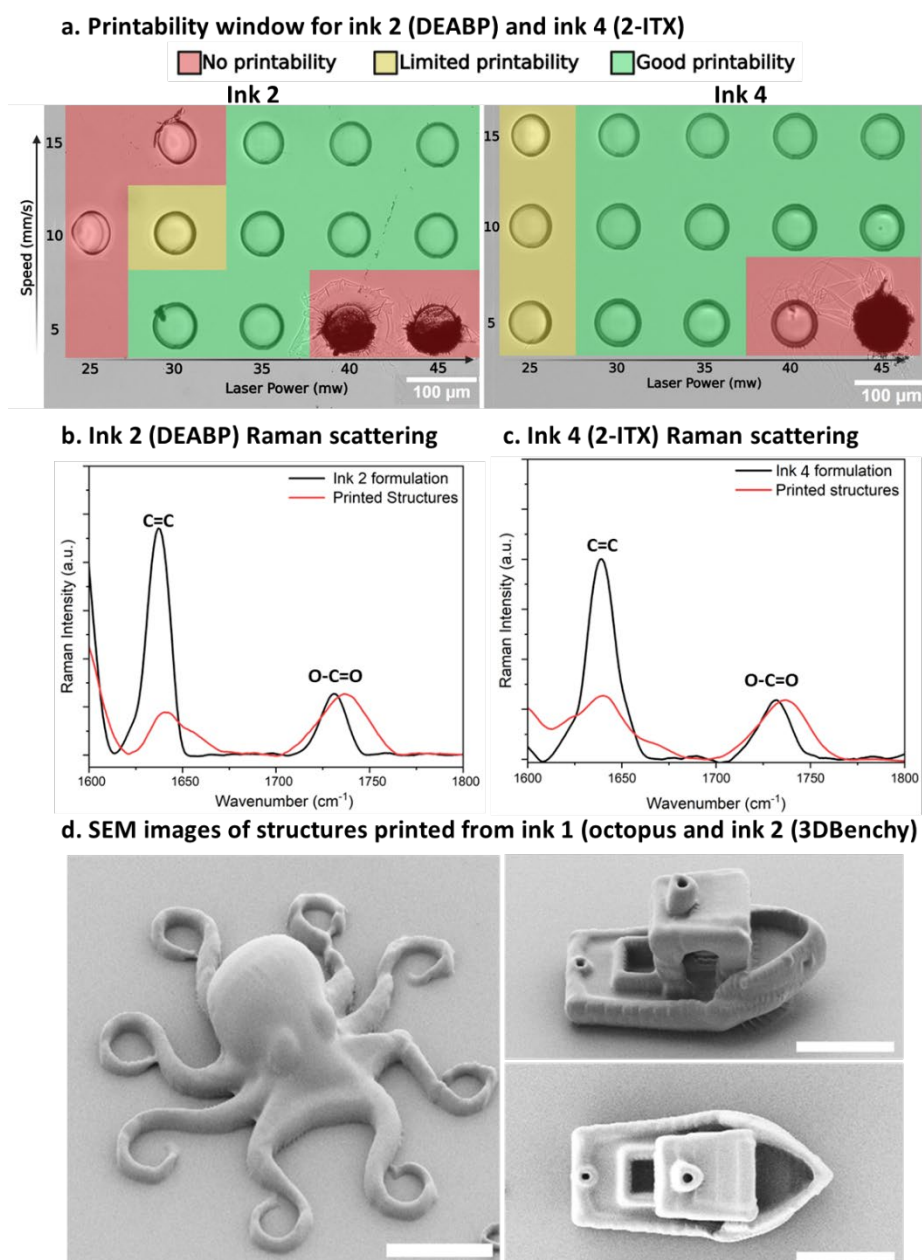 a. Printability window for ink 2 (DEABP) and ink 4 (2-ITX)
No printability Limited printability Good printability
Ink 2 Ink 4
Speed (mm/s)
15
10
5
25 30 35 40 45
Laser Power (mw)
100 µm
15
10
5
25 30 35 40 45
Laser Power (mw)
100 µm
b. Ink 2 (DEABP) Raman scattering
Ink 2 formulation
Printed Structures
C=C
O-C=O
Raman Intensity (a.u.)
1600 1650 1700 1750 1800
Wavenumber (cm⁻¹)
c. Ink 4 (2-ITX) Raman scattering
Ink 4 formulation
Printed structures
C=C
O-C=O
Raman Intensity (a.u.)
1600 1650 1700 1750 1800
Wavenumber (cm⁻¹)
d. SEM images of structures printed from ink 1 (octopus and ink 2 (3DBenchy)